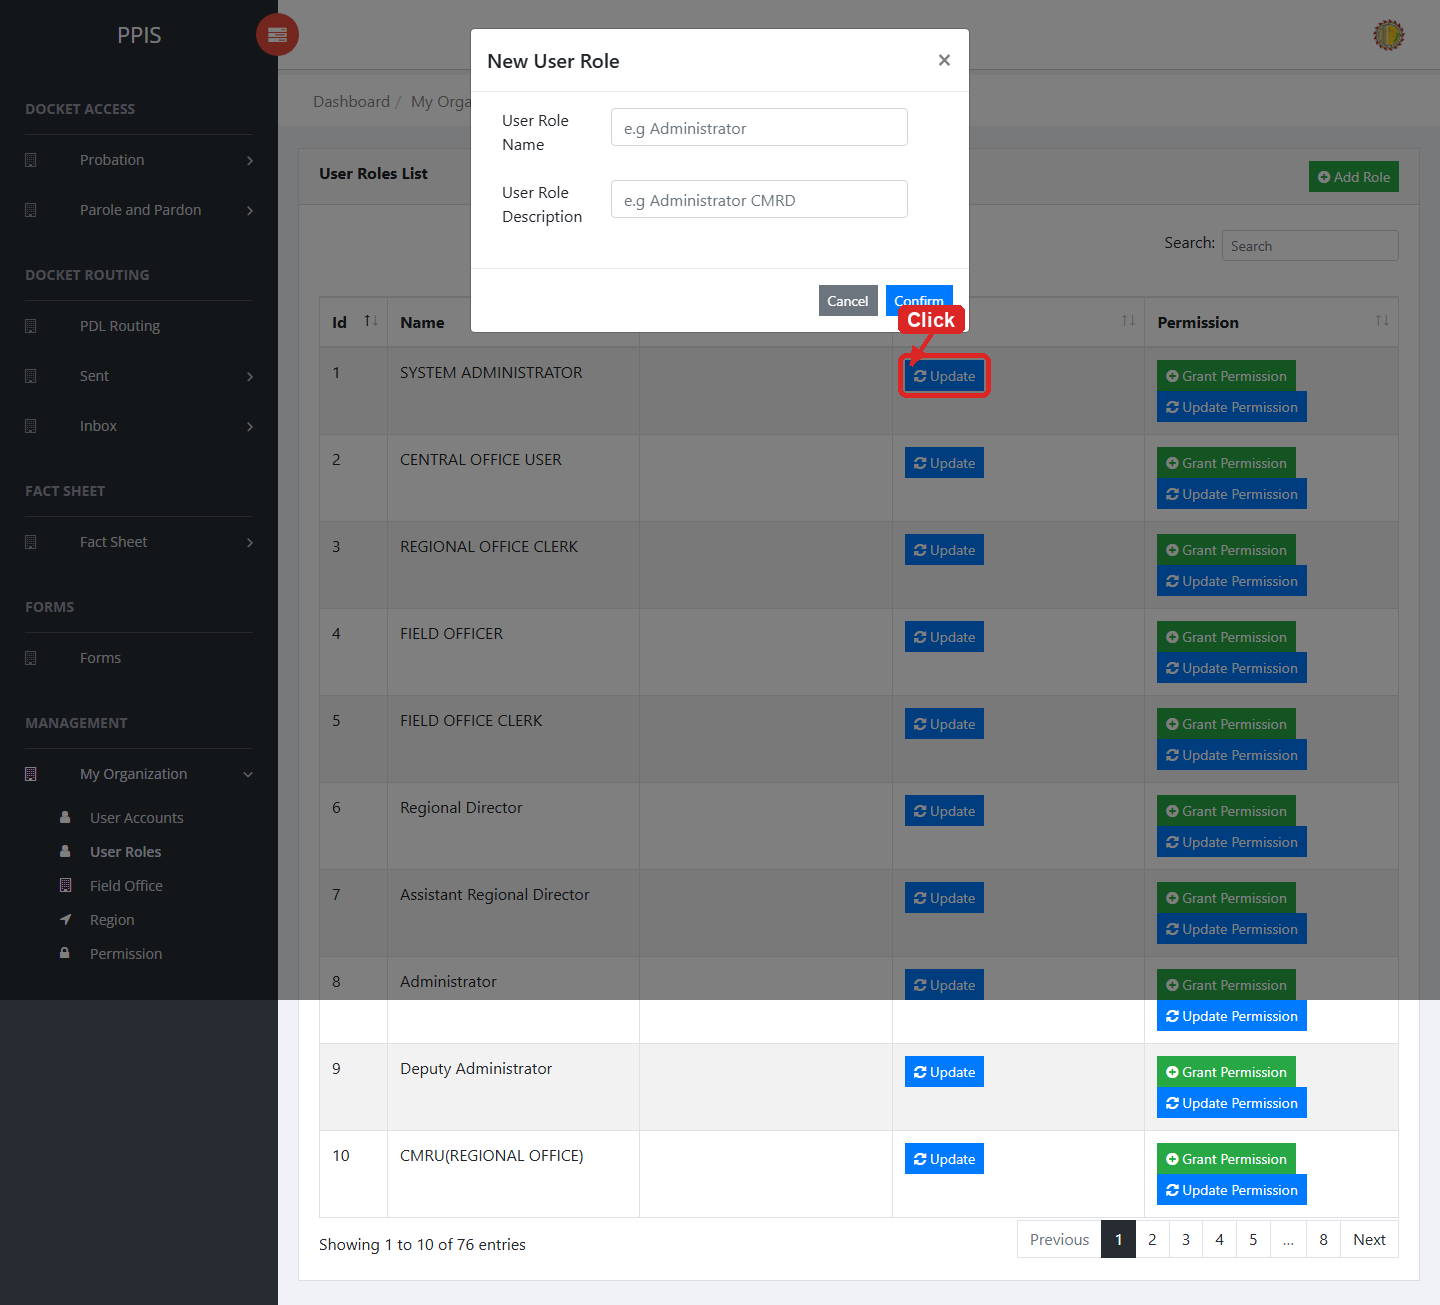 PPIS
DOCKET ACCESS
Probation
Parole and Pardon
DOCKET ROUTING
PDL Routing
Sent
Inbox
FACT SHEET
Fact Sheet
FORMS
Forms
MANAGEMENT
My Organization
User Accounts
User Roles
Field Office
Region
Permission
Dashboard / My Orga
New User Role ×
User Role Name
e.g Administrator
User Role Description
e.g Administrator CMRD
Cancel Confirm
Click
User Roles List Add Role
Search: Search
Id Name Permission
1 SYSTEM ADMINISTRATOR Update Grant Permission
Update Permission
2 CENTRAL OFFICE USER Update Grant Permission
Update Permission
3 REGIONAL OFFICE CLERK Update Grant Permission
Update Permission
4 FIELD OFFICER Update Grant Permission
Update Permission
5 FIELD OFFICE CLERK Update Grant Permission
Update Permission
6 Regional Director Update Grant Permission
Update Permission
7 Assistant Regional Director Update Grant Permission
Update Permission
8 Administrator Update Grant Permission
Update Permission
9 Deputy Administrator Update Grant Permission
Update Permission
10 CMRU(REGIONAL OFFICE) Update Grant Permission
Update Permission
Showing 1 to 10 of 76 entries
Previous 1 2 3 4 5 ... 8 Next